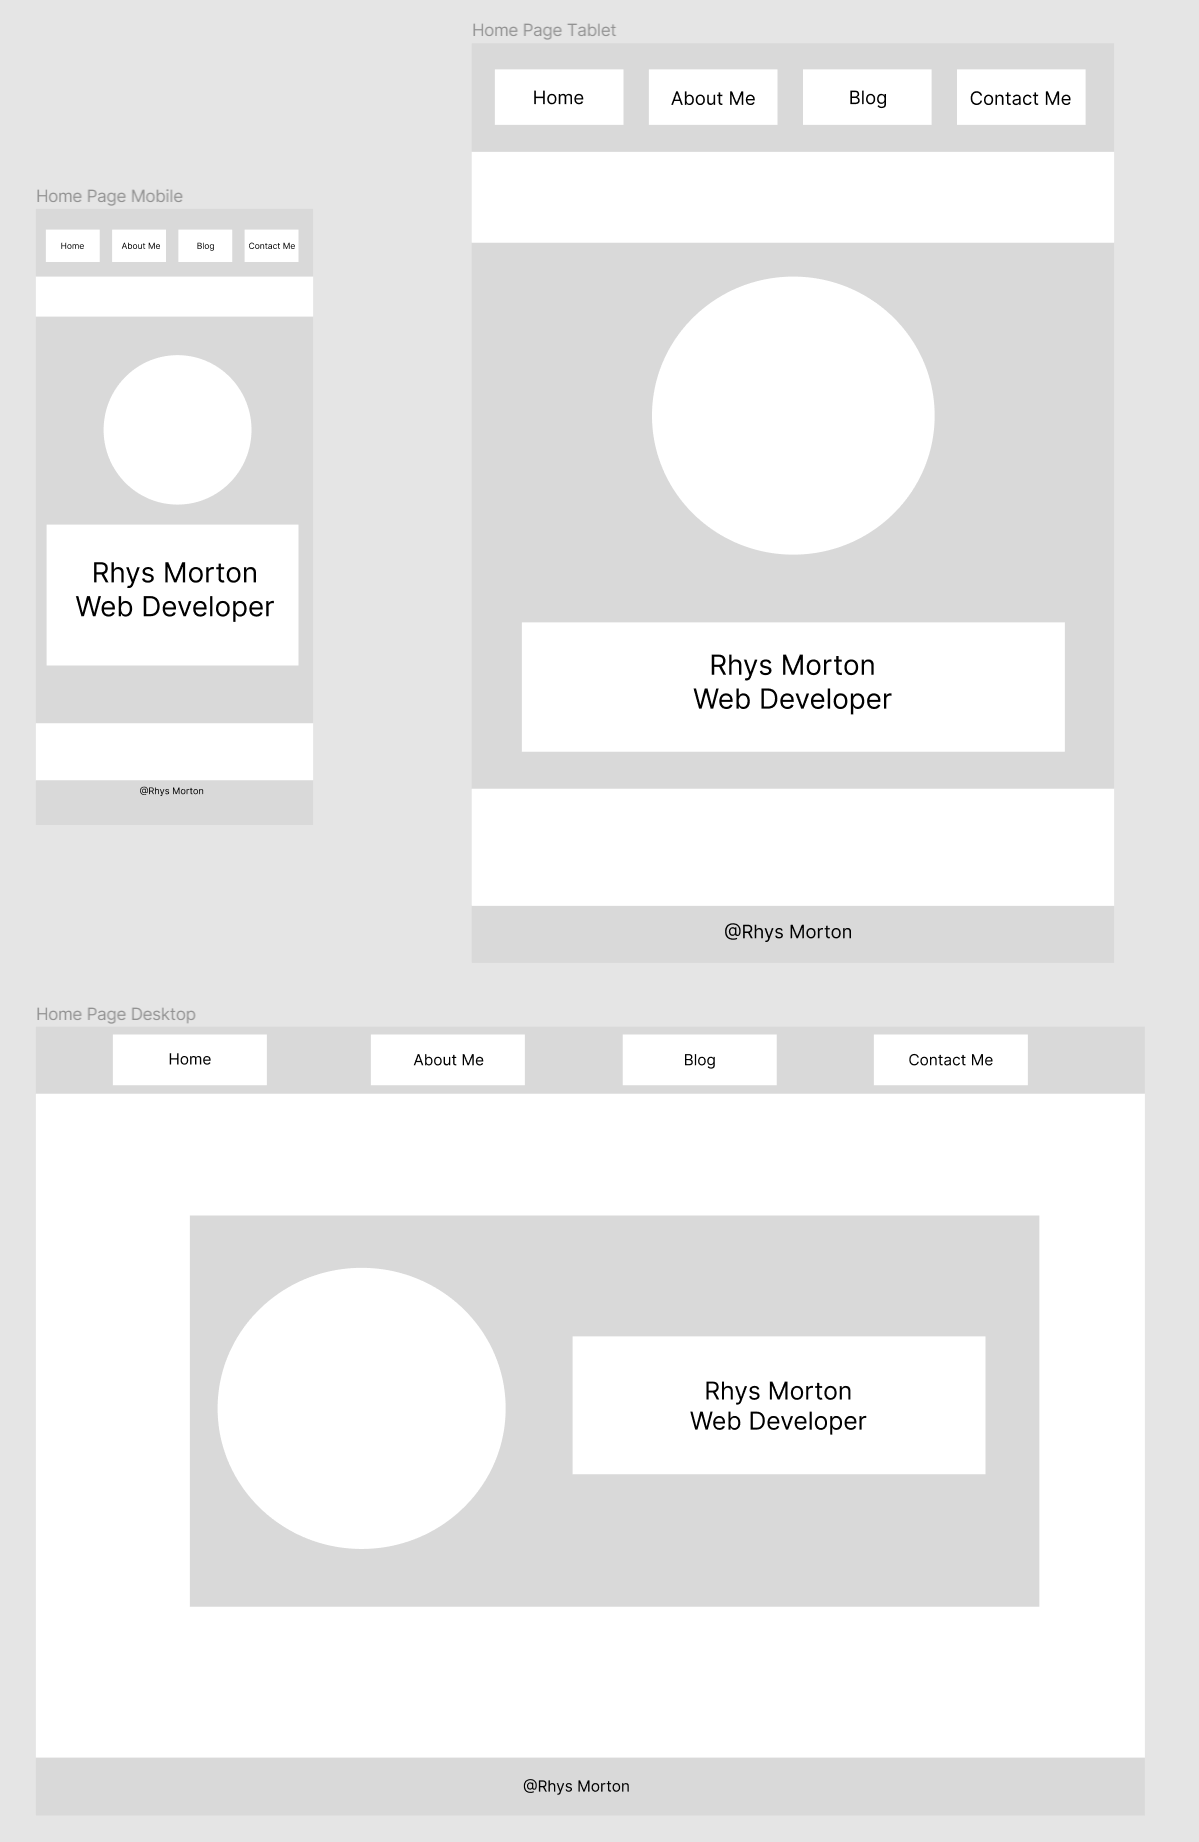 Home Page Tablet
Home
About Me
Blog
Contact Me
Home Page Mobile
Home
About Me
Blog
Contact Me
Rhys Morton
Web Developer
@Rhys Morton
Rhys Morton
Web Developer
@Rhys Morton
Home Page Desktop
Home
About Me
Blog
Contact Me
Rhys Morton
Web Developer
@Rhys Morton